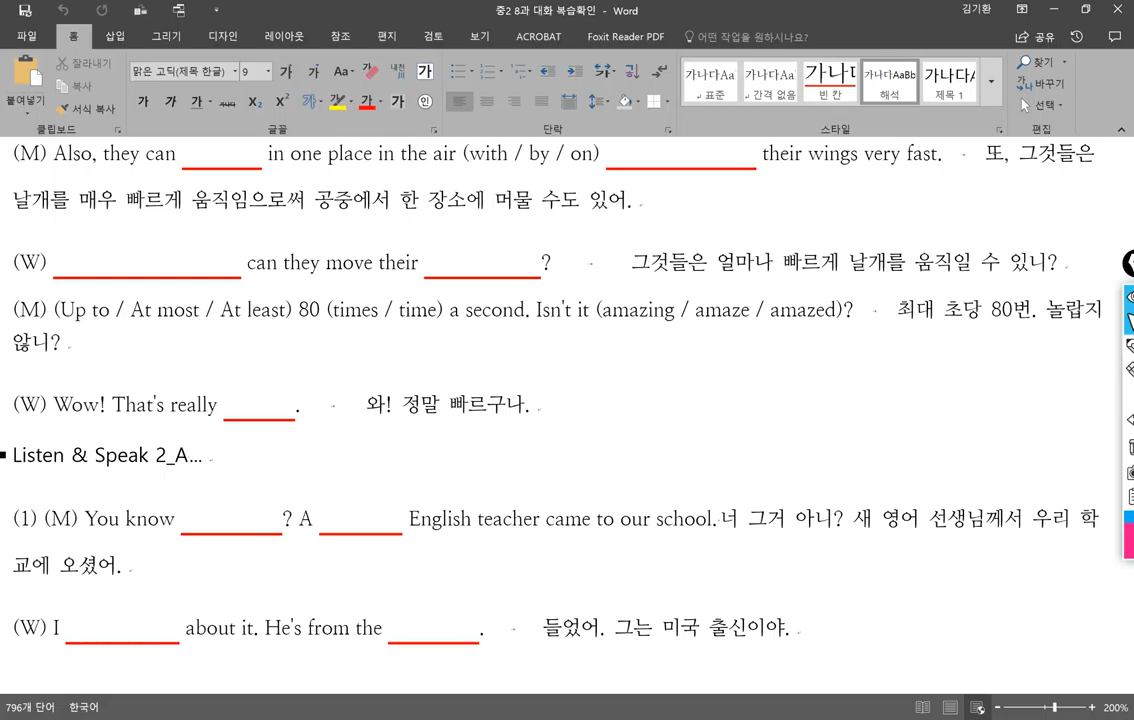 중2 8과 대화 복습확인 - Word
김기환
파일 홈 삽입 그리기 디자인 레이아웃 참조 편지 검토 보기 ACROBAT Foxit Reader PDF 어떤 작업을 원하시나요? 공유
잘라내기
복사
서식 복사
붙여넣기
맑은 고딕(제목 한글) 9
가나다Aa 가나다Aa 가나다 가나다AaBb 가나다A
표준 간격 없음 빈 칸 해석 제목 1
찾기
바꾸기
선택
클립보드 글꼴 단락 스타일 편집
(M) Also, they can in one place in the air (with / by / on) their wings very fast. 또, 그것들은
날개를 매우 빠르게 움직임으로써 공중에서 한 장소에 머물 수도 있어.
(W) can they move their ? 그것들은 얼마나 빠르게 날개를 움직일 수 있니?
(M) (Up to / At most / At least) 80 (times / time) a second. Isn't it (amazing / amaze / amazed)? 최대 초당 80번. 놀랍지
않니?
(W) Wow! That's really . 와! 정말 빠르구나.
Listen & Speak 2_A...
(1) (M) You know ? A English teacher came to our school. 너 그거 아니? 새 영어 선생님께서 우리 학
교에 오셨어.
(W) I about it. He's from the . 들었어. 그는 미국 출신이야.
796개 단어 한국어 200%